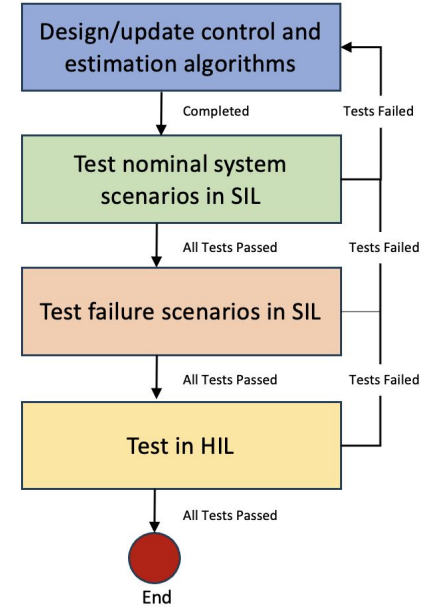 Design/update control and
estimation algorithms
Completed
Tests Failed
Test nominal system
scenarios in SIL
All Tests Passed
Tests Failed
Test failure scenarios in SIL
All Tests Passed
Tests Failed
Test in HIL
All Tests Passed
End